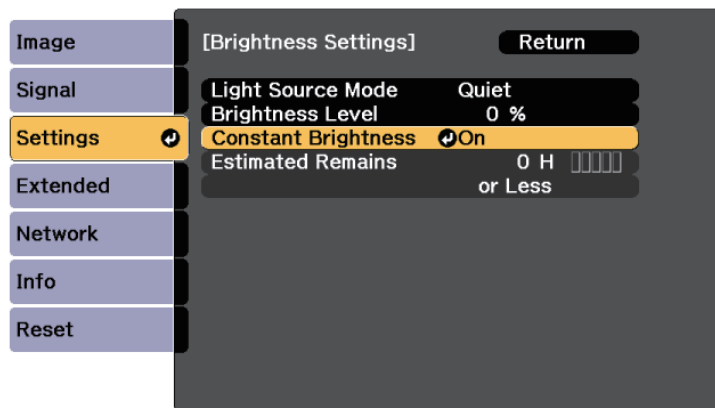 Image
Signal
Settings
Extended
Network
Info
Reset
[Brightness Settings] Return
Light Source Mode Quiet
Brightness Level 0 %
Constant Brightness On
Estimated Remains 0 H
or Less